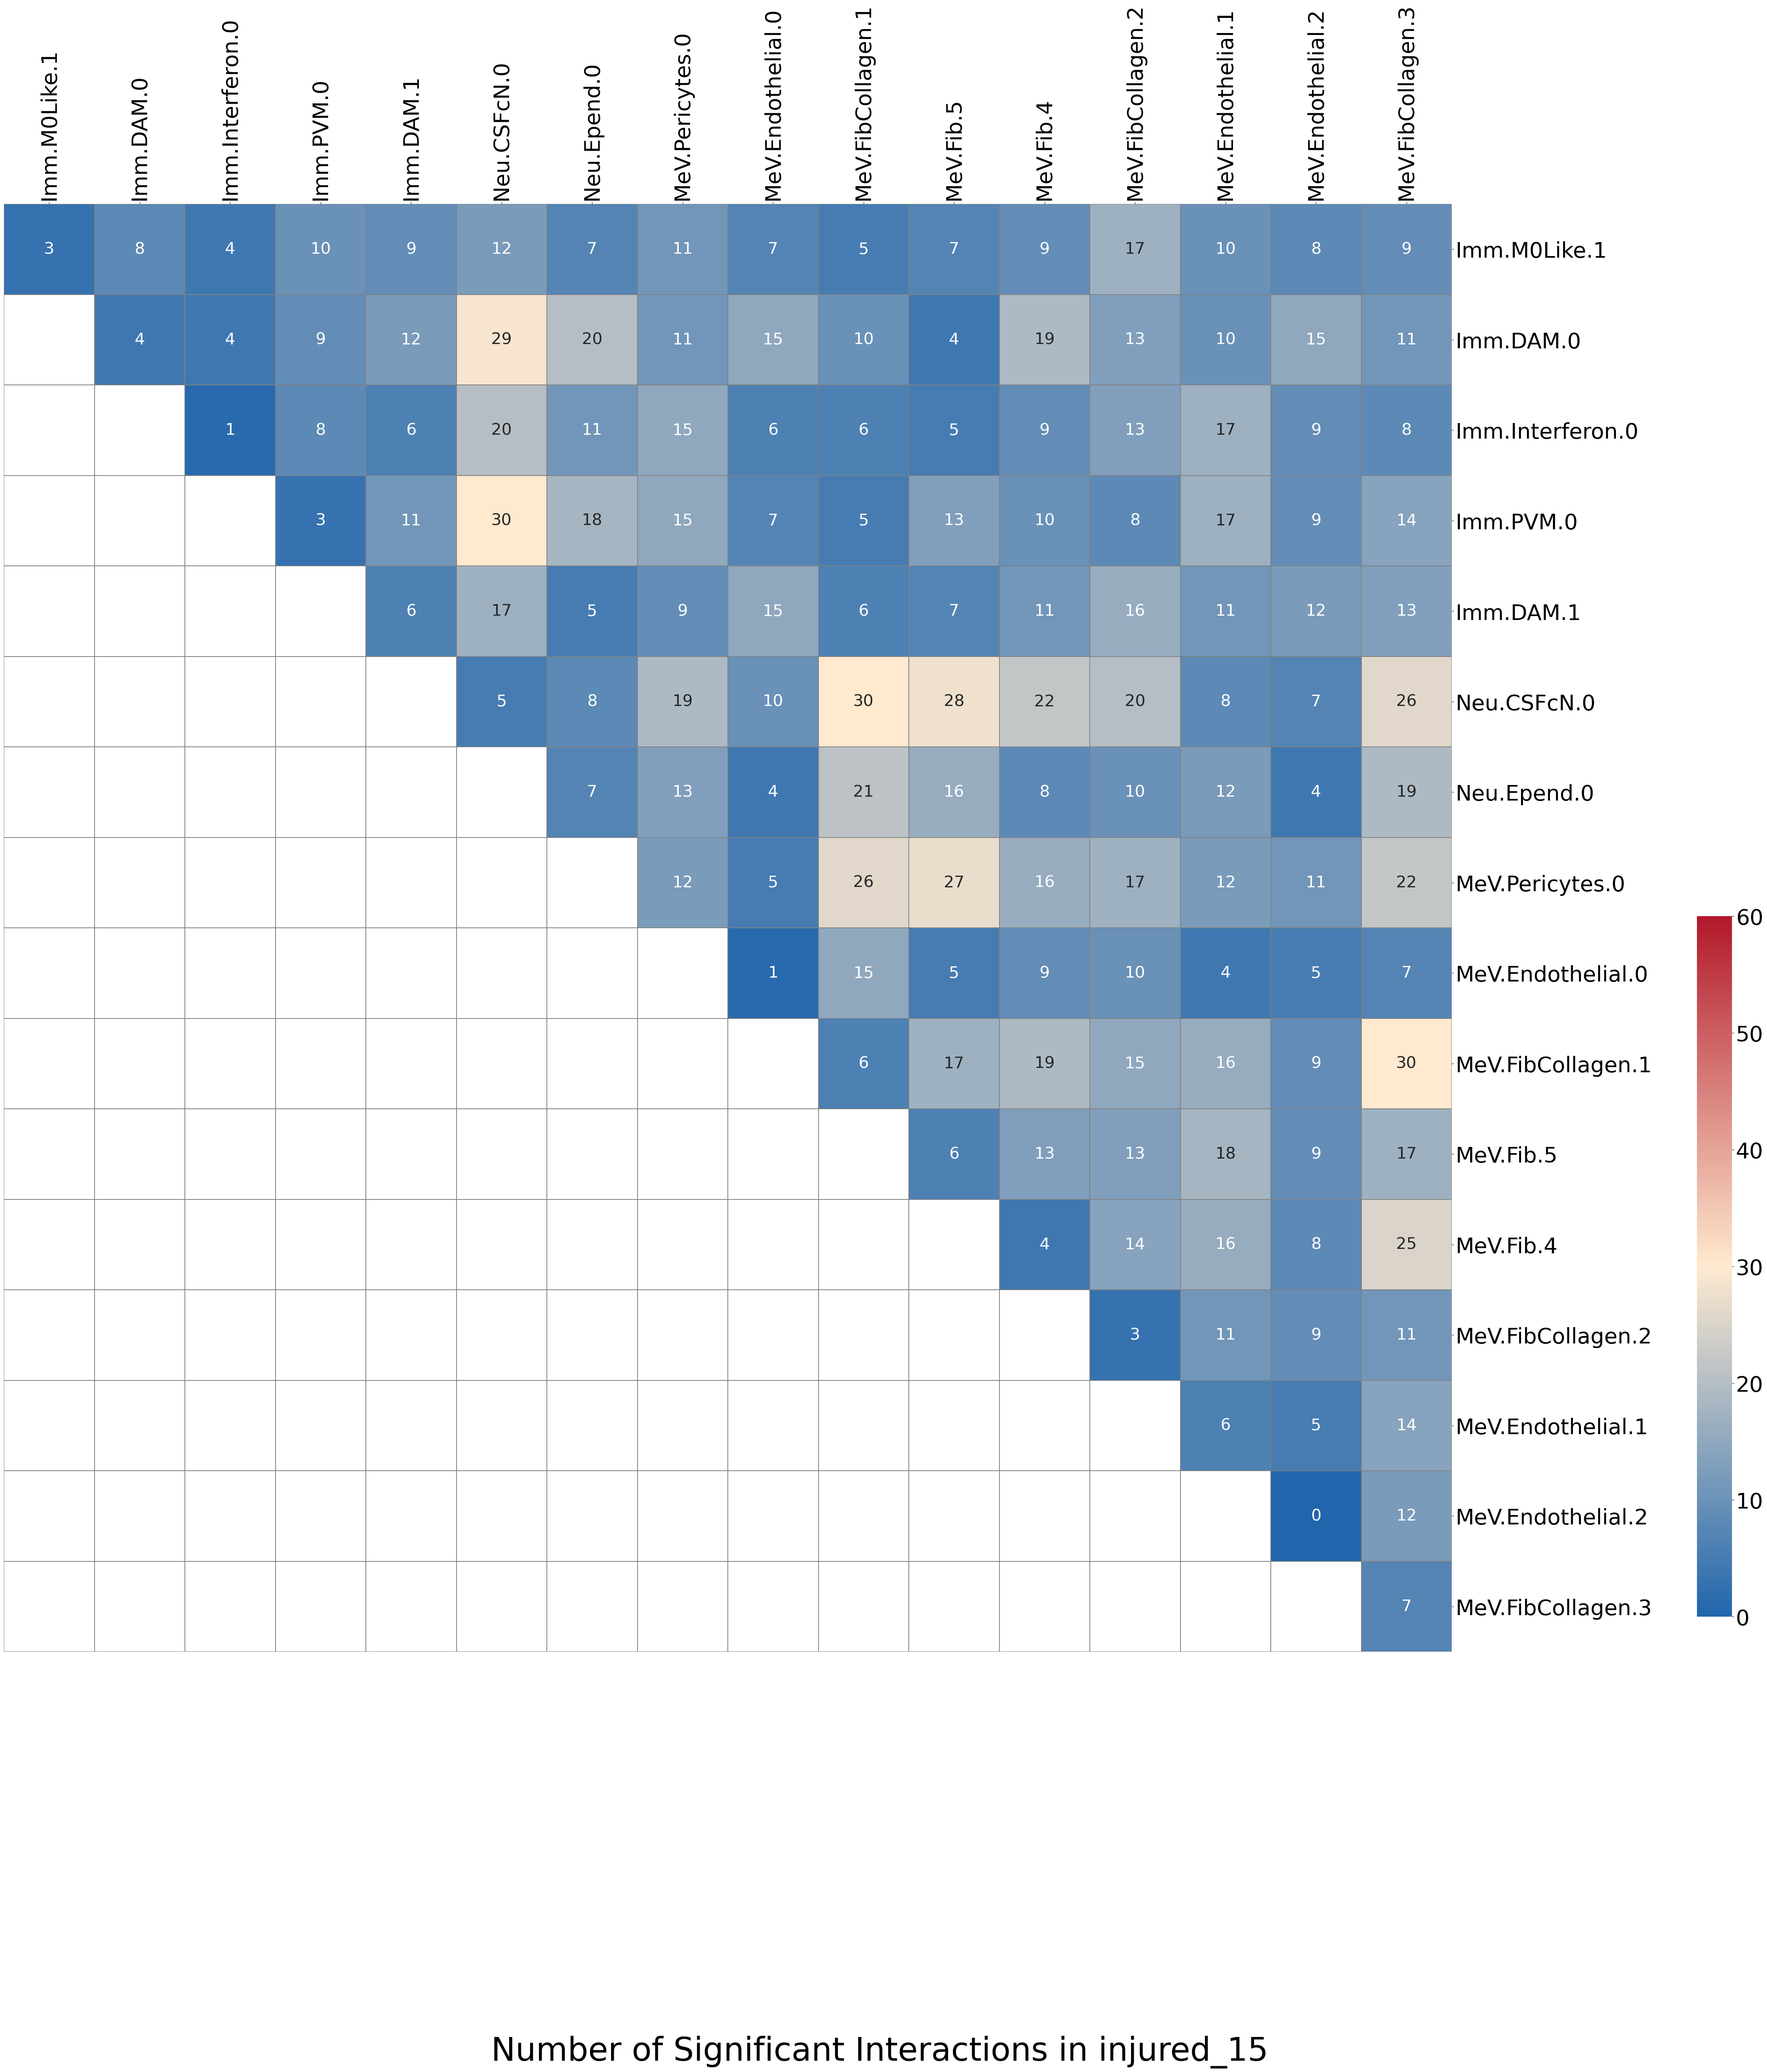 Imm.M0Like.1 Imm.DAM.0 Imm.Interferon.0 Imm.PVM.0 Imm.DAM.1 Neu.CSFcN.0 Neu.Epend.0 MeV.Pericytes.0 MeV.Endothelial.0 MeV.FibCollagen.1 MeV.Fib.5 MeV.Fib.4 MeV.FibCollagen.2 MeV.Endothelial.1 MeV.Endothelial.2 MeV.FibCollagen.3
3 8 4 10 9 12 7 11 7 5 7 9 17 10 8 9 Imm.M0Like.1
4 4 9 12 29 20 11 15 10 4 19 13 10 15 11 Imm.DAM.0
1 8 6 20 11 15 6 6 5 9 13 17 9 8 Imm.Interferon.0
3 11 30 18 15 7 5 13 10 8 17 9 14 Imm.PVM.0
6 17 5 9 15 6 7 11 16 11 12 13 Imm.DAM.1
5 8 19 10 30 28 22 20 8 7 26 Neu.CSFcN.0
7 13 4 21 16 8 10 12 4 19 Neu.Epend.0
12 5 26 27 16 17 12 11 22 MeV.Pericytes.0
1 15 5 9 10 4 5 7 MeV.Endothelial.0
6 17 19 15 16 9 30 MeV.FibCollagen.1
6 13 13 18 9 17 MeV.Fib.5
4 14 16 8 25 MeV.Fib.4
3 11 9 11 MeV.FibCollagen.2
6 5 14 MeV.Endothelial.1
0 12 MeV.Endothelial.2
7 MeV.FibCollagen.3
60
50
40
30
20
10
0
Number of Significant Interactions in injured_15